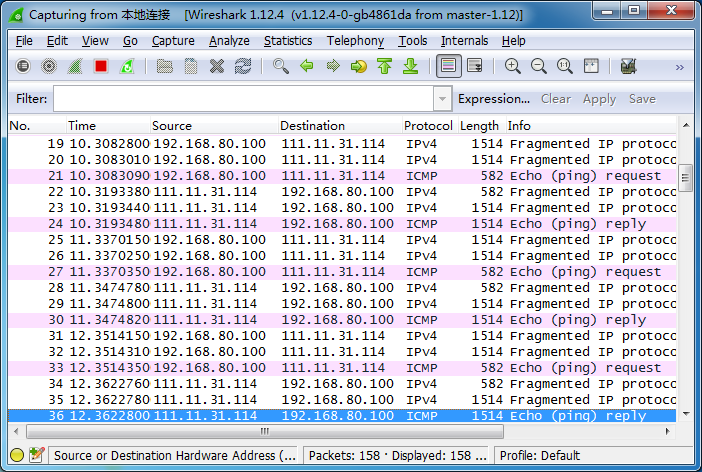 Capturing from 本地连接 [Wireshark 1.12.4 (v1.12.4-0-gb4861da from master-1.12)]
File Edit View Go Capture Analyze Statistics Telephony Tools Internals Help
Filter: Expression... Clear Apply Save
No. Time Source Destination Protocol Length Info
19 10.3082800 192.168.80.100 111.11.31.114 IPv4 1514 Fragmented IP protoc
20 10.3083010 192.168.80.100 111.11.31.114 IPv4 1514 Fragmented IP protoc
21 10.3083090 192.168.80.100 111.11.31.114 ICMP 582 Echo (ping) request
22 10.3193380 111.11.31.114 192.168.80.100 IPv4 582 Fragmented IP protoc
23 10.3193440 111.11.31.114 192.168.80.100 IPv4 1514 Fragmented IP protoc
24 10.3193480 111.11.31.114 192.168.80.100 ICMP 1514 Echo (ping) reply
25 11.3370150 192.168.80.100 111.11.31.114 IPv4 1514 Fragmented IP protoc
26 11.3370250 192.168.80.100 111.11.31.114 IPv4 1514 Fragmented IP protoc
27 11.3370350 192.168.80.100 111.11.31.114 ICMP 582 Echo (ping) request
28 11.3474780 111.11.31.114 192.168.80.100 IPv4 582 Fragmented IP protoc
29 11.3474800 111.11.31.114 192.168.80.100 IPv4 1514 Fragmented IP protoc
30 11.3474820 111.11.31.114 192.168.80.100 ICMP 1514 Echo (ping) reply
31 12.3514150 192.168.80.100 111.11.31.114 IPv4 1514 Fragmented IP protoc
32 12.3514310 192.168.80.100 111.11.31.114 IPv4 1514 Fragmented IP protoc
33 12.3514350 192.168.80.100 111.11.31.114 ICMP 582 Echo (ping) request
34 12.3622760 111.11.31.114 192.168.80.100 IPv4 582 Fragmented IP protoc
35 12.3622780 111.11.31.114 192.168.80.100 IPv4 1514 Fragmented IP protoc
36 12.3622800 111.11.31.114 192.168.80.100 ICMP 1514 Echo (ping) reply
Source or Destination Hardware Address (... Packets: 158 · Displayed: 158 ... Profile: Default